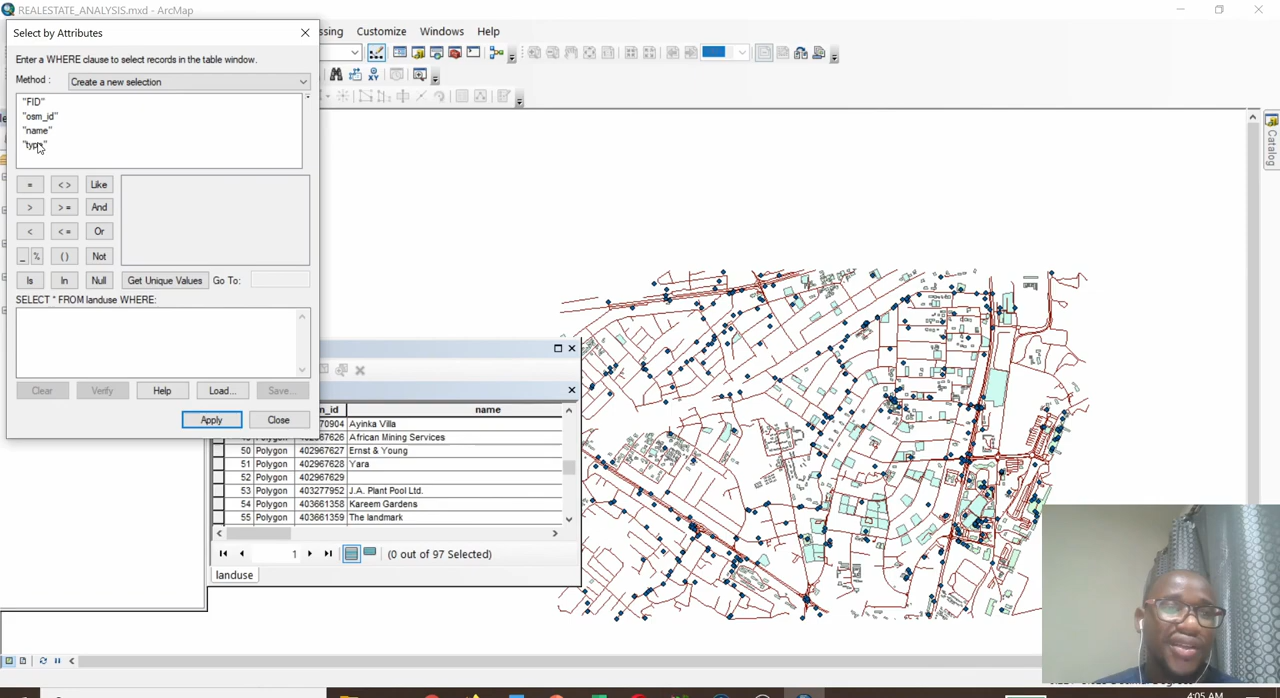 REALESTATE_ANALYSIS.mxd - ArcMap
Select by Attributes
Customize Windows Help
Enter a WHERE clause to select records in the table window.
Method : Create a new selection
"FID"
"osm_id"
"name"
"type"
= < > Like
> > = And
< < = Or
_ % ( ) Not
Is In Null Get Unique Values Go To:
SELECT * FROM landuse WHERE:
Clear Verify Help Load... Save...
Apply Close
name
Ayinka Villa
African Mining Services
50 Polygon 402967627 Ernst & Young
51 Polygon 402967628 Yara
52 Polygon 402967629
53 Polygon 403277952 J.A. Plant Pool Ltd.
54 Polygon 403661358 Kareem Gardens
55 Polygon 403661359 The landmark
1 (0 out of 97 Selected)
landuse
Catalog
4:05 AM